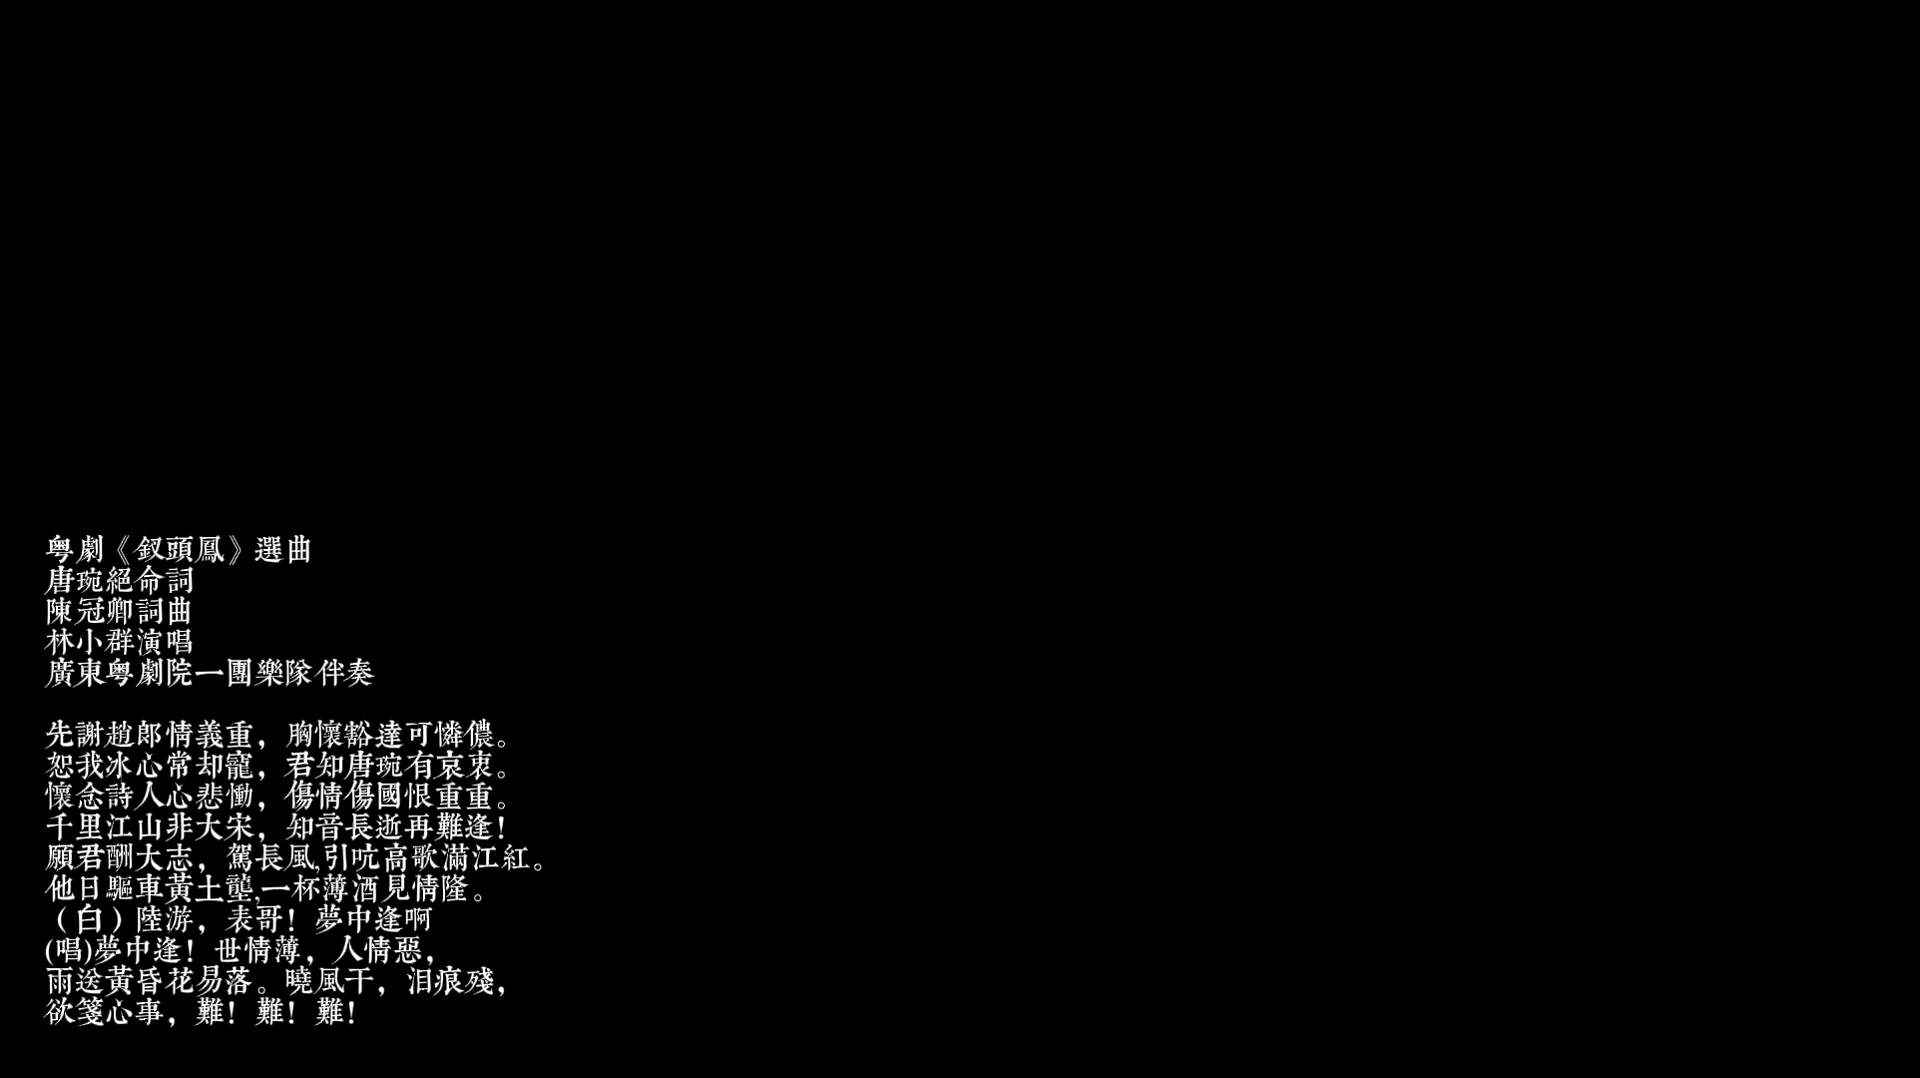 粤劇《釵頭鳳》選曲
唐琬絕命詞
陳冠卿詞曲
林小群演唱
廣東粤劇院一團樂隊伴奏
先謝趙郎情義重，胸懷豁達可憐儂。
恕我冰心常却寵，君知唐琬有哀衷。
懷念詩人心悲慟，傷情傷國恨重重。
千里江山非大宋，知音長逝再難逢！
願君酬大志，駕長風,引吭高歌滿江紅。
他日驅車黃土壟,一杯薄酒見情隆。
（白）陸游，表哥！夢中逢啊
(唱)夢中逢！世情薄，人情惡，
雨送黃昏花易落。曉風干，泪痕殘，
欲箋心事，難！難！難！